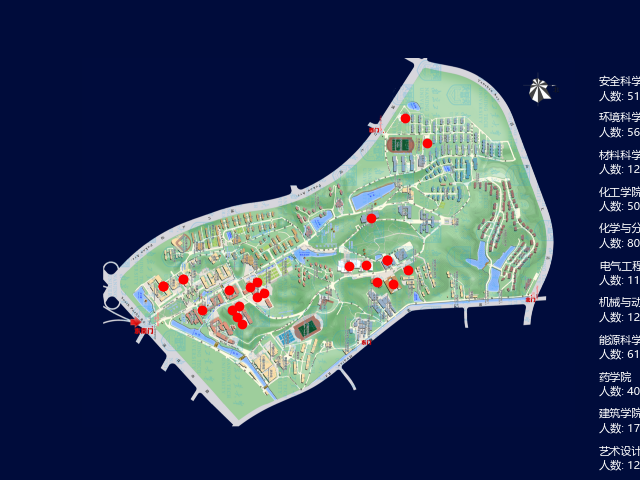 安全科学
人数: 51
环境科学
人数: 56
材料科学
人数: 12
化工学院
人数: 50
化学与分
人数: 80
电气工程
人数: 11
机械与动
人数: 12
能源科学
人数: 61
药学院
人数: 40
建筑学院
人数: 17
艺术设计
人数: 12